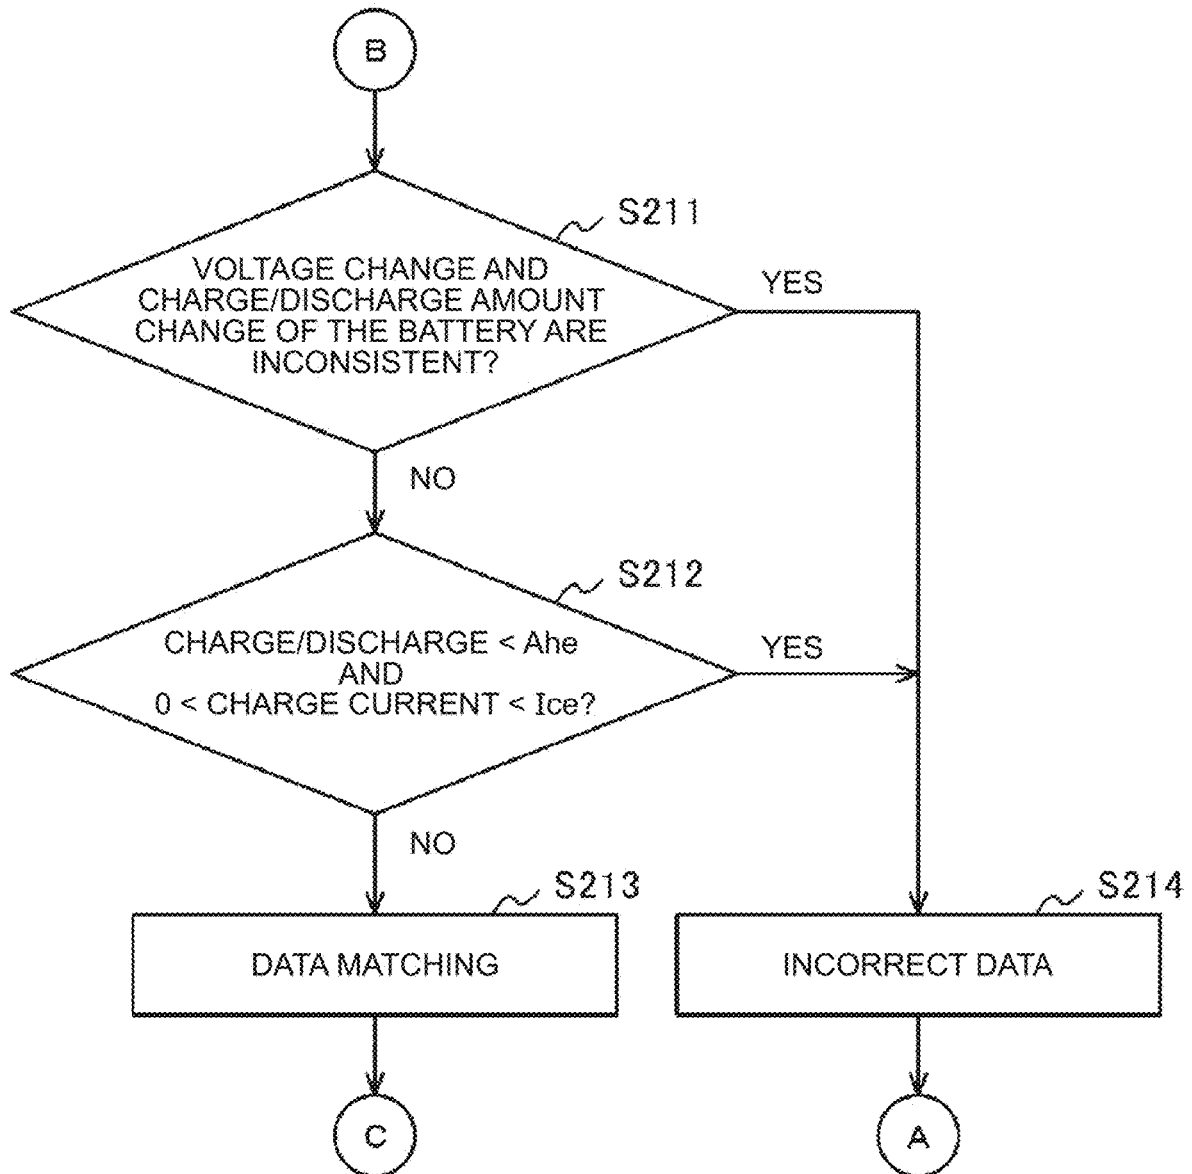 B
S211
VOLTAGE CHANGE AND
CHARGE/DISCHARGE AMOUNT
CHANGE OF THE BATTERY ARE
INCONSISTENT?
YES
NO
S212
CHARGE/DISCHARGE < Ahe
AND
0 < CHARGE CURRENT < Ice?
YES
NO
S213
DATA MATCHING
S214
INCORRECT DATA
C
A